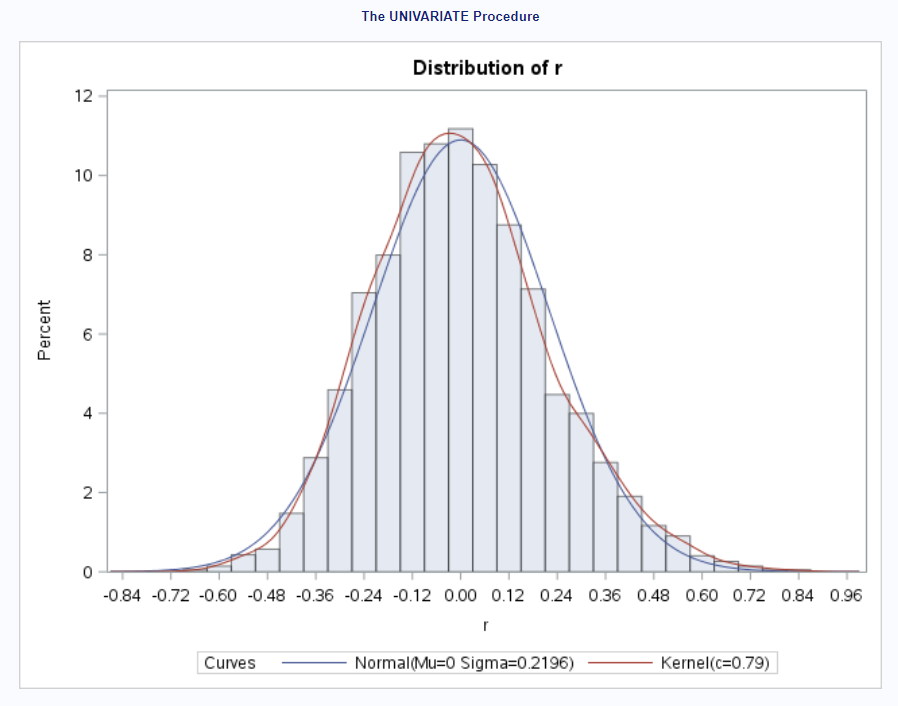 The UNIVARIATE Procedure
Distribution of r
12
10
8
6
4
2
0
Percent
-0.84 -0.72 -0.60 -0.48 -0.36 -0.24 -0.12 0.00 0.12 0.24 0.36 0.48 0.60 0.72 0.84 0.96
r
Curves Normal(Mu=0 Sigma=0.2196) Kernel(c=0.79)